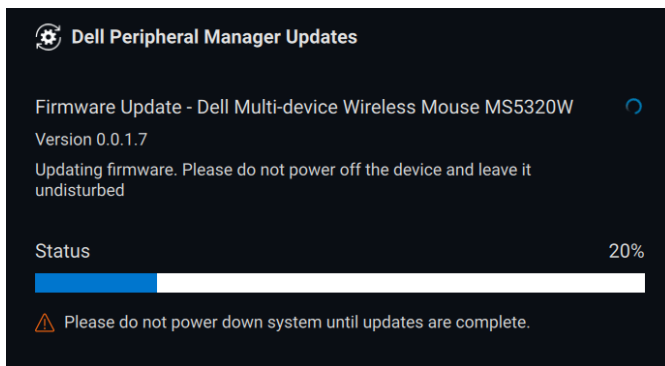 Dell Peripheral Manager Updates
Firmware Update - Dell Multi-device Wireless Mouse MS5320W
Version 0.0.1.7
Updating firmware. Please do not power off the device and leave it
undisturbed
Status 20%
Please do not power down system until updates are complete.